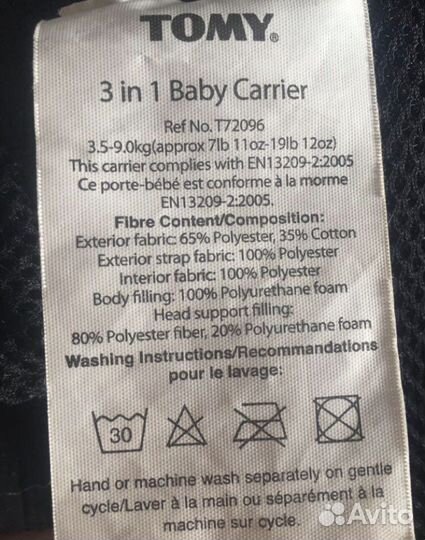 TOMY®
3 in 1 Baby Carrier
Ref No. T72096
3.5-9.0kg(approx 7lb 11oz-19lb 12oz)
This carrier complies with EN13209-2:2005
Ce porte-bébé est conforme à la morme
EN13209-2:2005.
Fibre Content/Composition:
Exterior fabric: 65% Polyester, 35% Cotton
Exterior strap fabric: 100% Polyester
Interior fabric: 100% Polyester
Body filling: 100% Polyurethane foam
Head support filling:
80% Polyester fiber, 20% Polyurethane foam
Washing Instructions/Recommandations
pour le lavage:
30
Hand or machine wash separately on gentle
cycle/Laver à la main ou séparément à la
machine sur cycle.
Avito